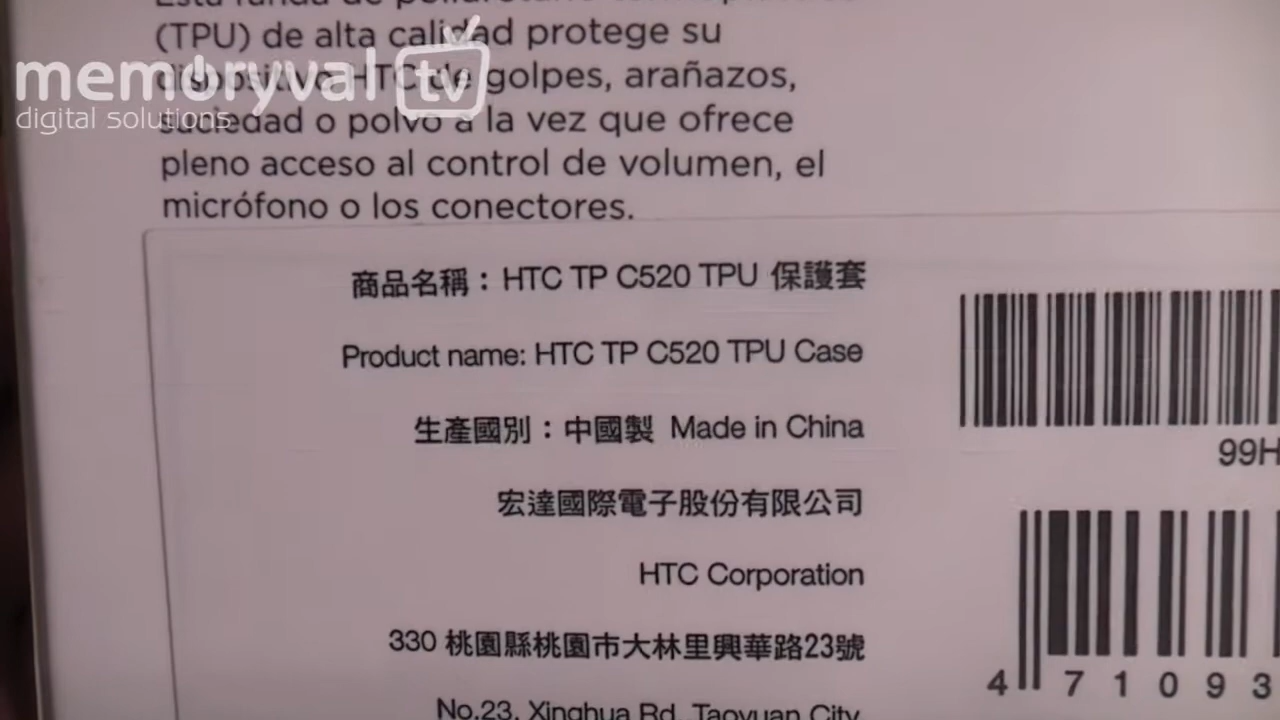 (TPU) de alta calidad protege su
dispositivo HTC de golpes, arañazos,
suciedad o polvo a la vez que ofrece
pleno acceso al control de volumen, el
micrófono o los conectores.
memoryval tv
digital solutions
商品名稱：HTC TP C520 TPU 保護套
Product name: HTC TP C520 TPU Case
生產國別：中國製 Made in China
宏達國際電子股份有限公司
HTC Corporation
330 桃園縣桃園市大林里興華路23號
No.23, Xinghua Rd, Taoyuan City
99H
4 71093